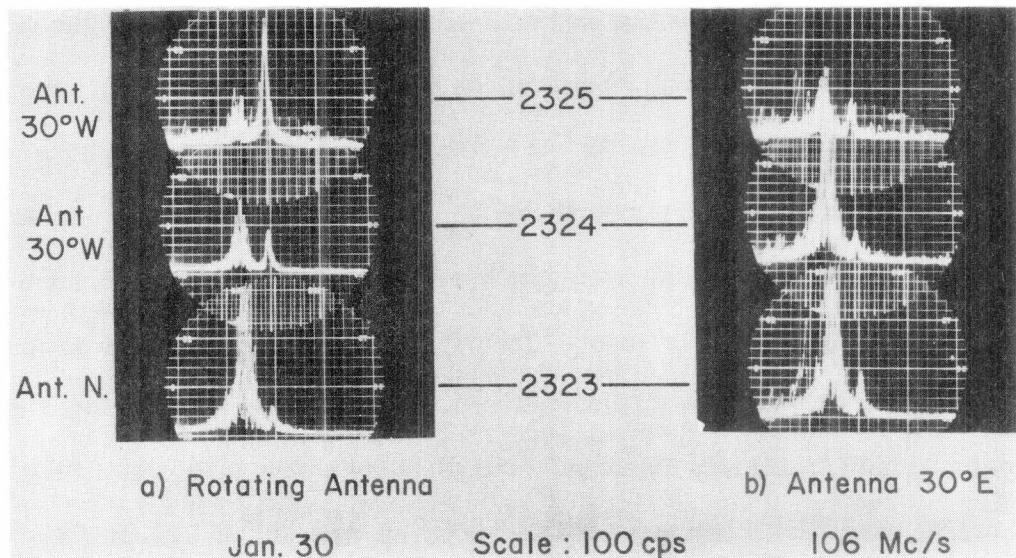 Ant.
30°W
2325
Ant
30°W
2324
Ant. N.
2323
a) Rotating Antenna
b) Antenna 30°E
Jan. 30
Scale : 100 cps
106 Mc/s